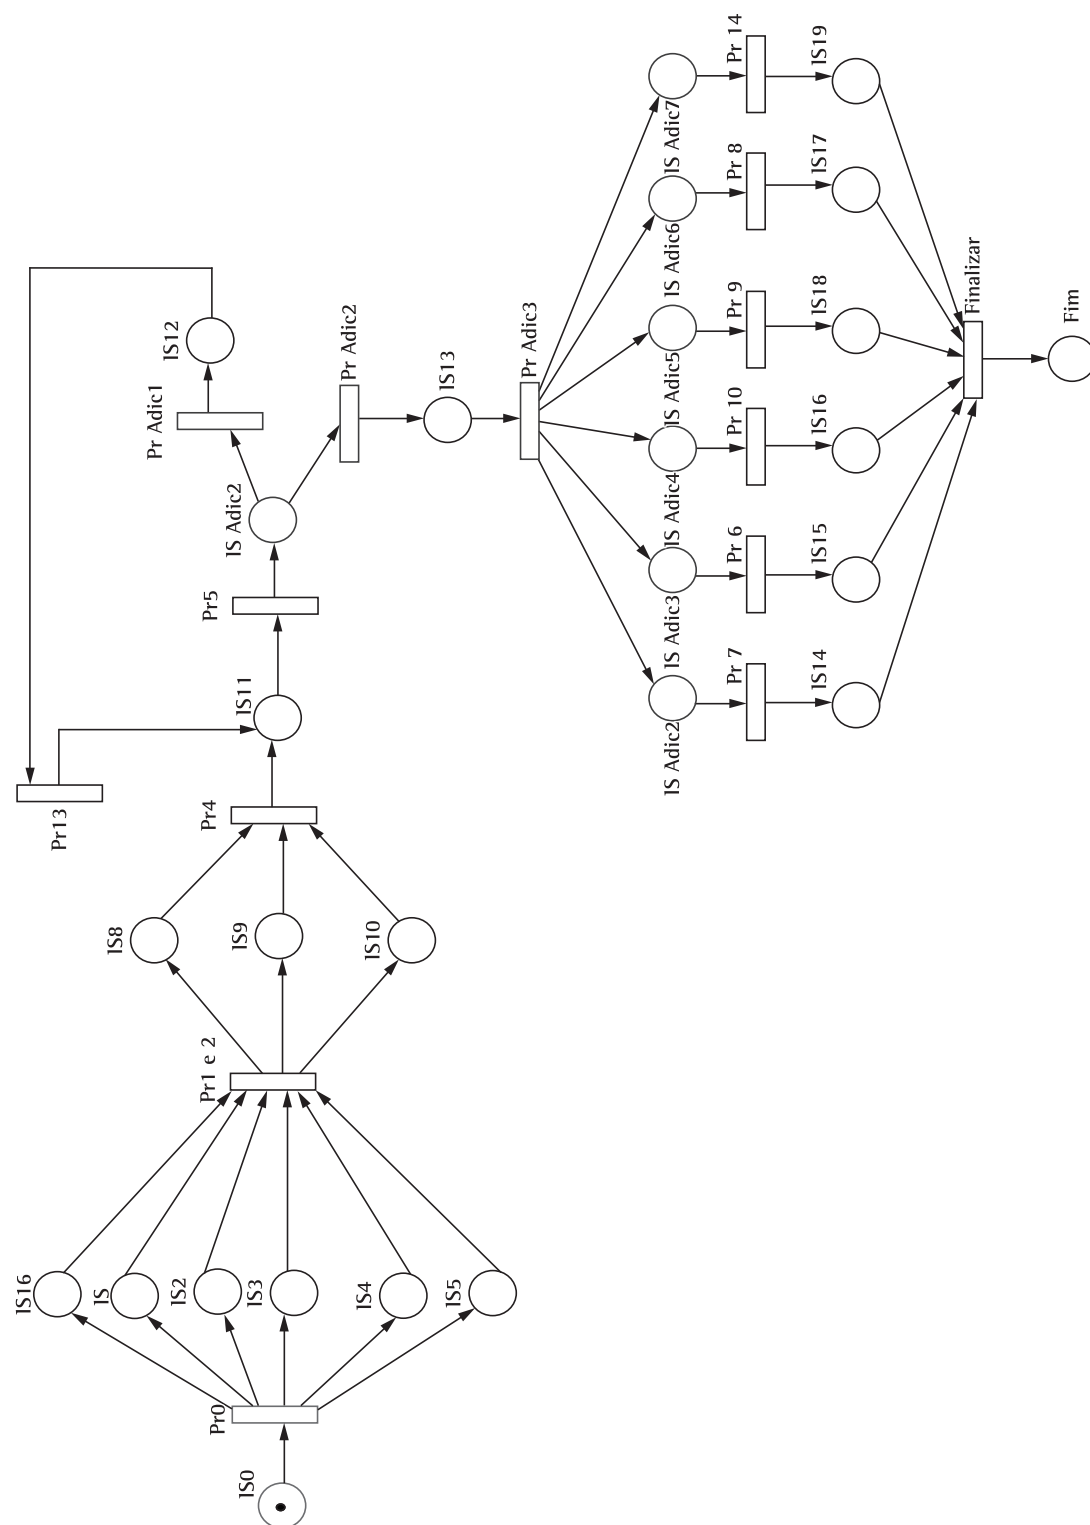 IS0
Pr0
IS16
IS
IS2
IS3
IS4
IS5
Pr1 e 2
IS8
IS9
IS10
Pr4
Pr13
IS11
Pr5
IS Adic2
Pr Adic1
IS12
Pr Adic2
IS13
Pr Adic3
IS Adic7
IS Adic6
IS Adic5
IS Adic4
IS Adic3
IS Adic2
Pr 14
Pr 8
Pr 9
Pr 10
Pr 6
Pr 7
IS19
IS17
IS18
IS16
IS15
IS14
Finalizar
Fim